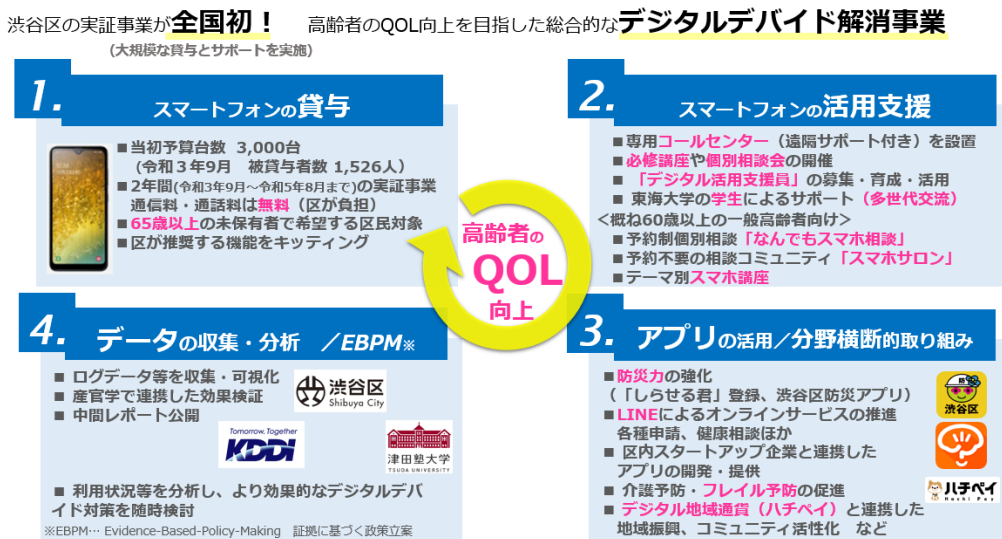 渋谷区の実証事業が全国初！　高齢者のQOL向上を目指した総合的なデジタルデバイド解消事業
(大規模な貸与とサポートを実施)
1. スマートフォンの貸与
■当初予算台数 3,000台
(令和３年9月　被貸与者数 1,526人)
■2年間(令和3年9月～令和5年8月まで)の実証事業
通信料・通話料は無料（区が負担）
■65歳以上の未保有者で希望する区民対象
■区が推奨する機能をキッティング
2. スマートフォンの活用支援
■専用コールセンター（遠隔サポート付き）を設置
■必修講座や個別相談会の開催
■「デジタル活用支援員」の募集・育成・活用
■ 東海大学の学生によるサポート（多世代交流）
＜概ね60歳以上の一般高齢者向け＞
■予約制個別相談「なんでもスマホ相談」
■予約不要の相談コミュニティ「スマホサロン」
■テーマ別スマホ講座
高齢者の
QOL
向上
3. アプリの活用／分野横断的取り組み
■防災力の強化
（「しらせる君」登録、渋谷区防災アプリ）
■LINEによるオンラインサービスの推進
各種申請、健康相談ほか
■ 区内スタートアップ企業と連携した
アプリの開発・提供
■ 介護予防・フレイル予防の促進
■ デジタル地域通貨（ハチペイ）と連携した
地域振興、コミュニティ活性化　など
防
渋谷区
ハチペイ
Hachi Pay
4. データの収集・分析　／EBPM※
■ ログデータ等を収集・可視化
■ 産官学で連携した効果検証
■ 中間レポート公開
渋谷区
Shibuya City
Tomorrow, Together
KDDI
津田塾大学
TSUDA UNIVERSITY
■ 利用状況等を分析し、より効果的なデジタルデバ
イド対策を随時検討
※EBPM… Evidence-Based-Policy-Making　証拠に基づく政策立案